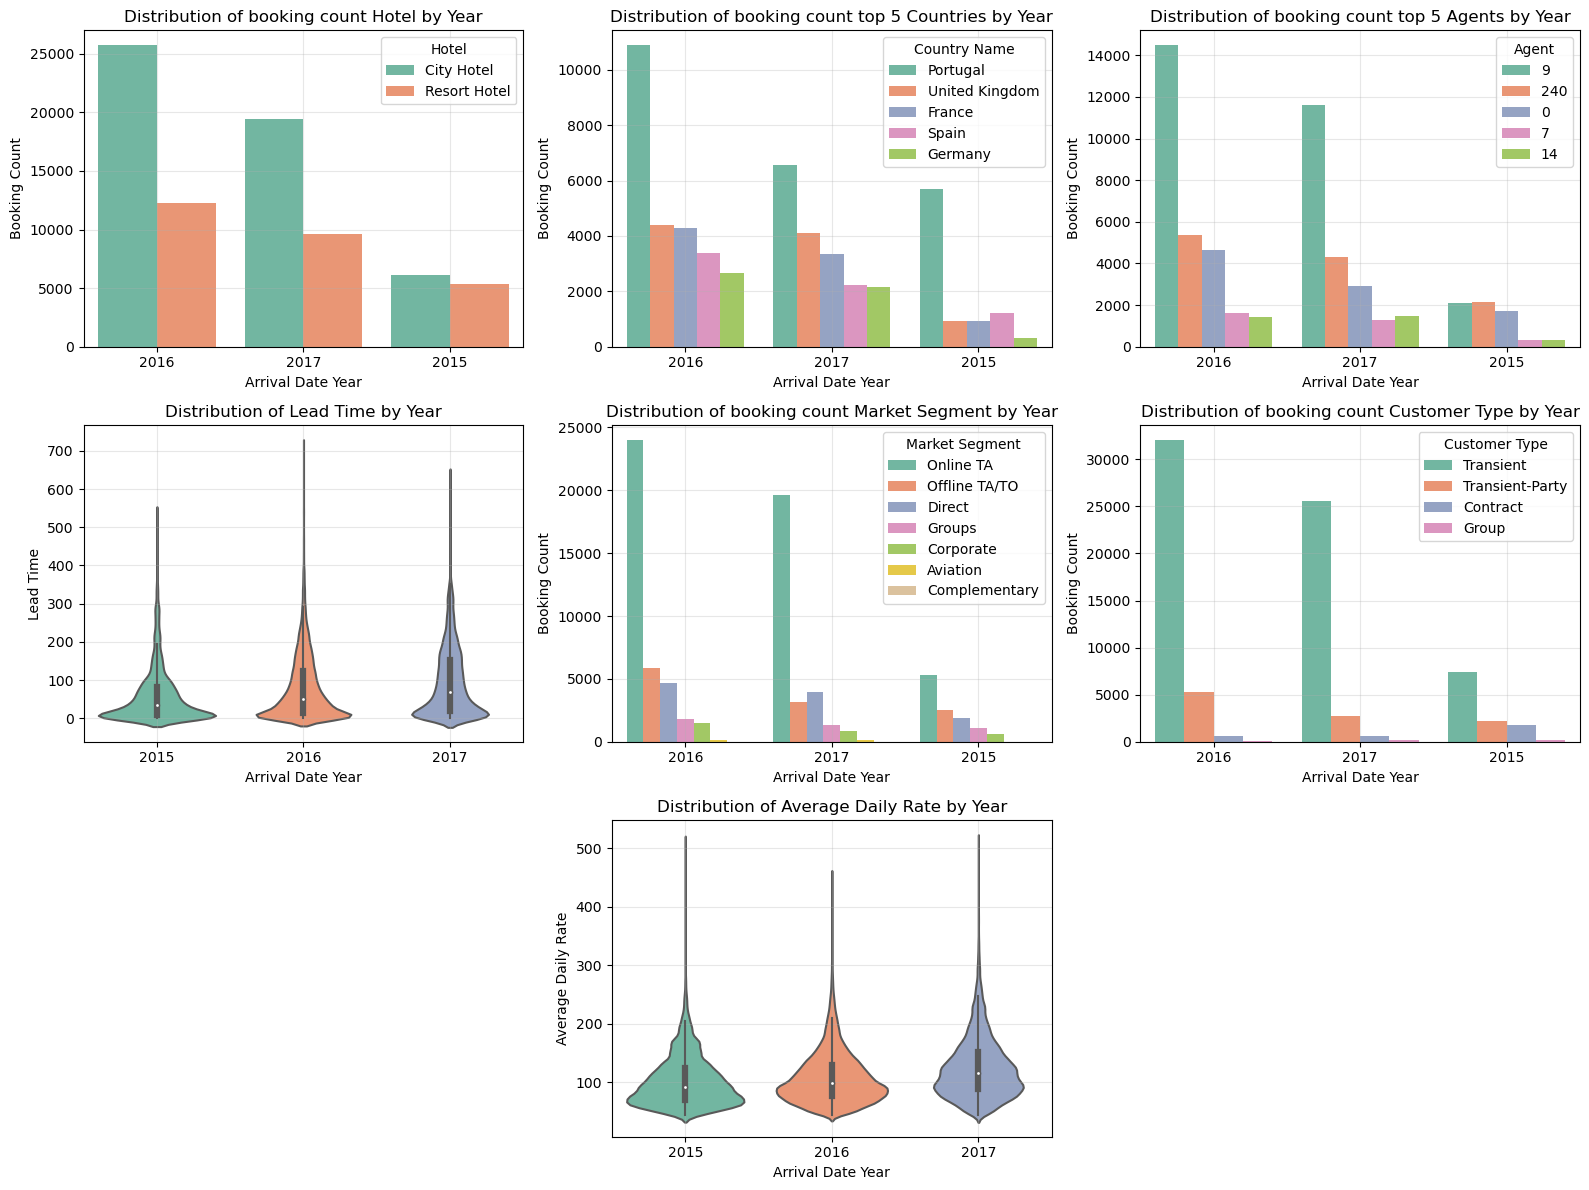 Distribution of booking count Hotel by Year
Booking Count
25000
20000
15000
10000
5000
0
Hotel
City Hotel
Resort Hotel
2016 2017 2015
Arrival Date Year
Distribution of booking count top 5 Countries by Year
Booking Count
10000
8000
6000
4000
2000
0
Country Name
Portugal
United Kingdom
France
Spain
Germany
2016 2017 2015
Arrival Date Year
Distribution of booking count top 5 Agents by Year
Booking Count
14000
12000
10000
8000
6000
4000
2000
0
Agent
9
240
0
7
14
2016 2017 2015
Arrival Date Year
Distribution of Lead Time by Year
Lead Time
700
600
500
400
300
200
100
0
2015 2016 2017
Arrival Date Year
Distribution of booking count Market Segment by Year
Booking Count
25000
20000
15000
10000
5000
0
Market Segment
Online TA
Offline TA/TO
Direct
Groups
Corporate
Aviation
Complementary
2016 2017 2015
Arrival Date Year
Distribution of booking count Customer Type by Year
Booking Count
30000
25000
20000
15000
10000
5000
0
Customer Type
Transient
Transient-Party
Contract
Group
2016 2017 2015
Arrival Date Year
Distribution of Average Daily Rate by Year
Average Daily Rate
500
400
300
200
100
2015 2016 2017
Arrival Date Year